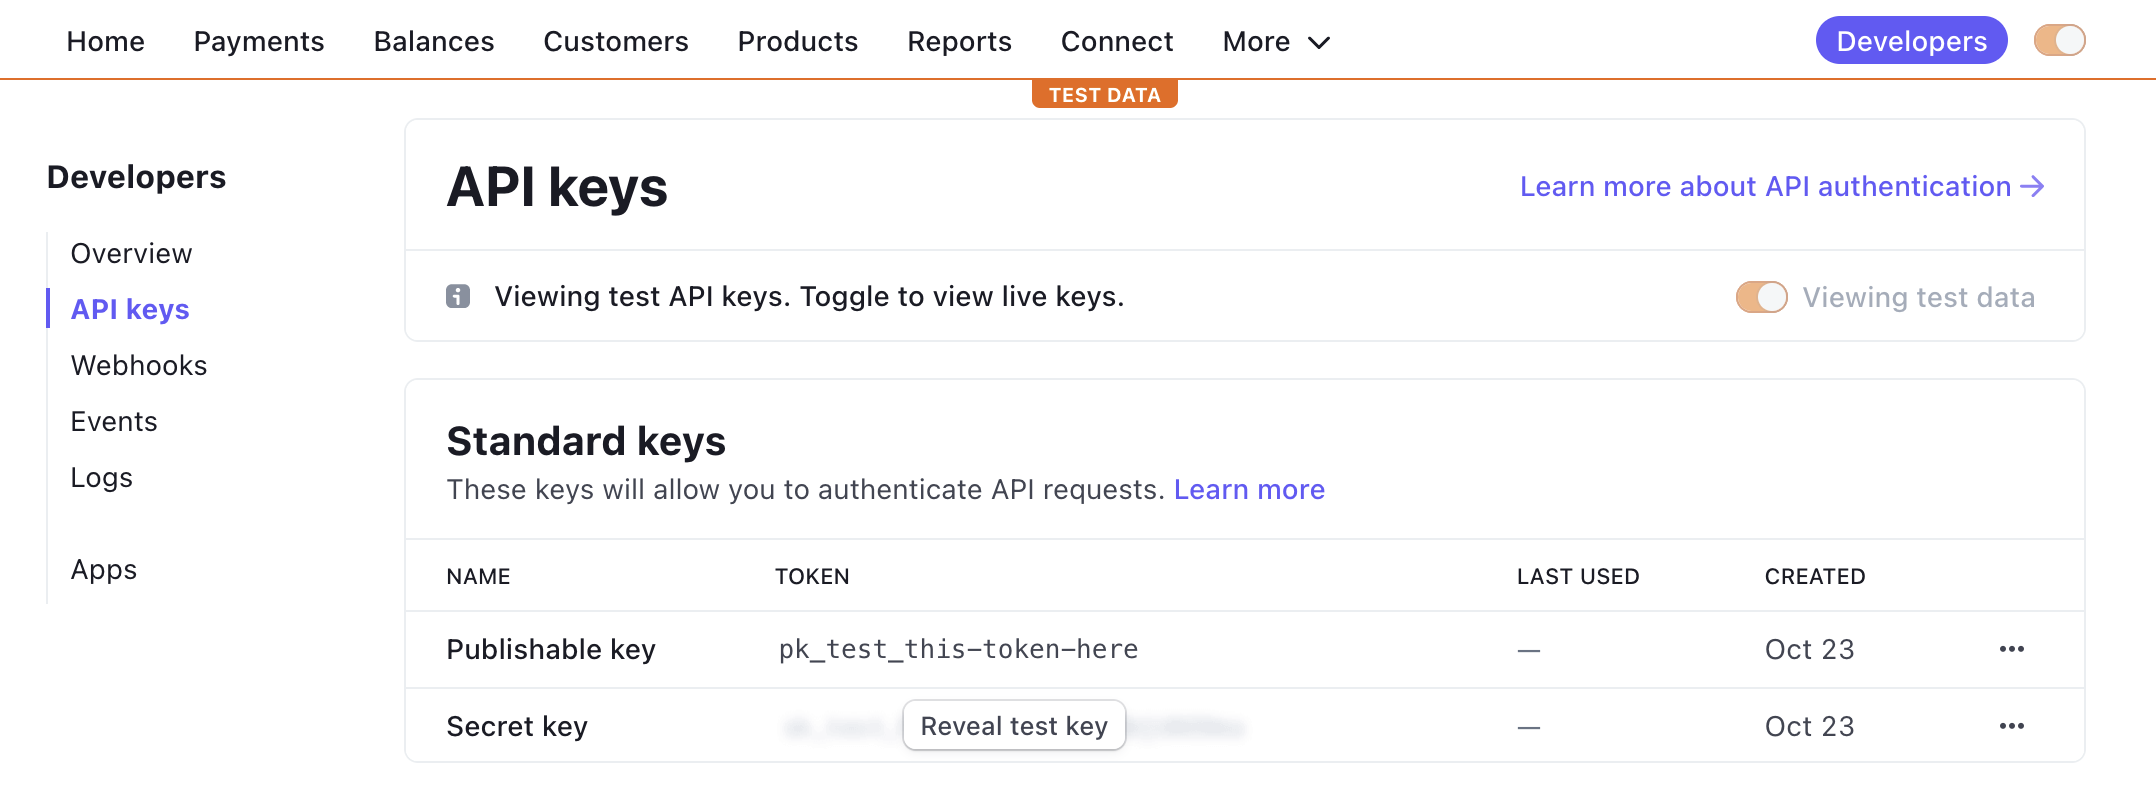 Home Payments Balances Customers Products Reports Connect More Developers
TEST DATA
Developers
Overview
API keys
Webhooks
Events
Logs
Apps
API keys
Learn more about API authentication →
Viewing test API keys. Toggle to view live keys.
Viewing test data
Standard keys
These keys will allow you to authenticate API requests. Learn more
NAME TOKEN LAST USED CREATED
Publishable key pk_test_this-token-here — Oct 23 •••
Secret key Reveal test key — Oct 23 •••